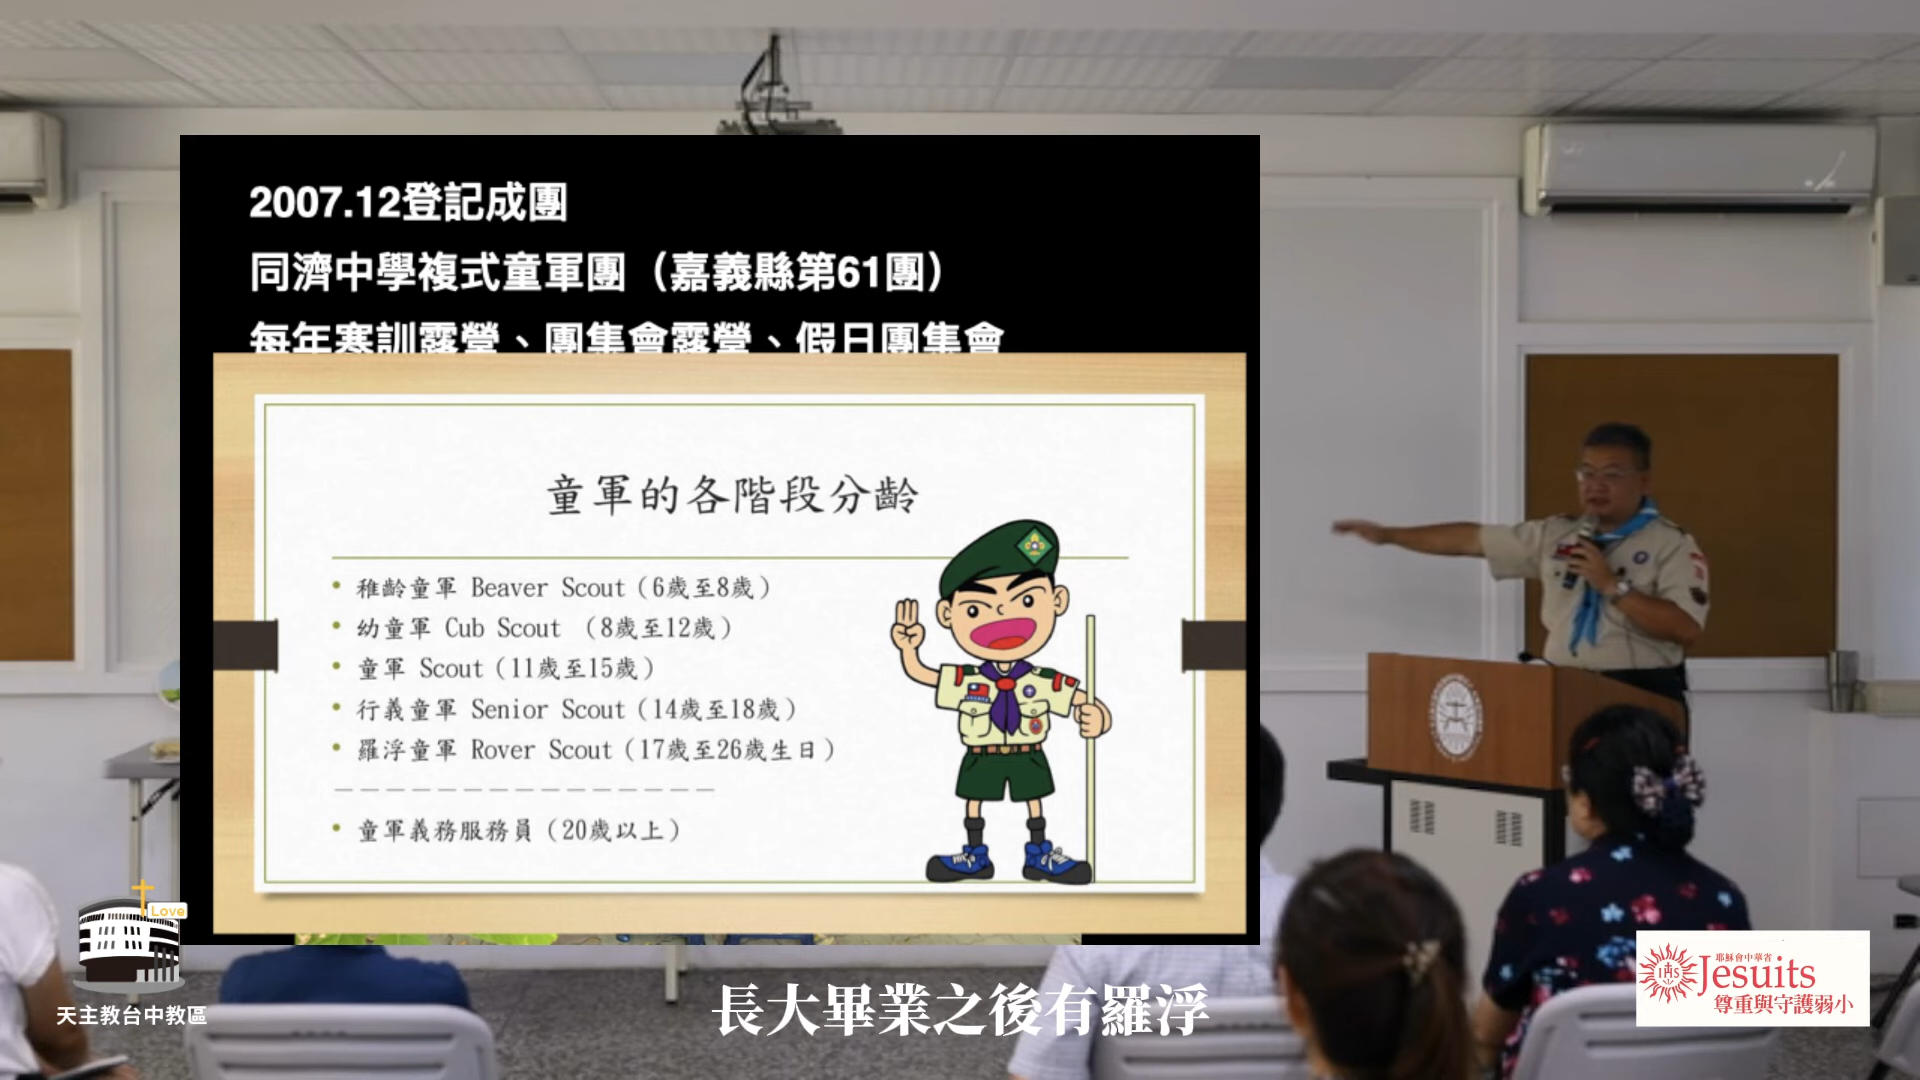 2007.12登記成團
同濟中學複式童軍團（嘉義縣第61團）
每年寒訓露營、團集會露營、假日團集會
童軍的各階段分齡
• 稚齡童軍 Beaver Scout（6歲至8歲）
• 幼童軍 Cub Scout （8歲至12歲）
• 童軍 Scout（11歲至15歲）
• 行義童軍 Senior Scout（14歲至18歲）
• 羅浮童軍 Rover Scout（17歲至26歲生日）
• 童軍義務服務員（20歲以上）
Love
天主教台中教區
長大畢業之後有羅浮
IHS
耶穌會中華省
Jesuits
尊重與守護弱小